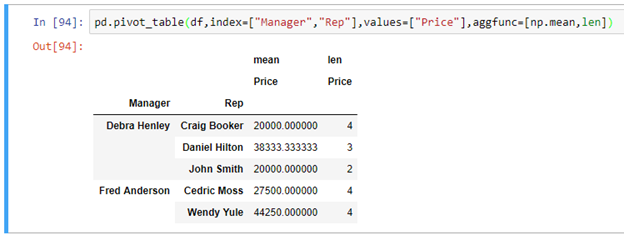 In [94]: pd.pivot_table(df,index=["Manager","Rep"],values=["Price"],aggfunc=[np.mean,len])
Out[94]:
mean len
Price Price
Manager Rep
Debra Henley Craig Booker 20000.000000 4
Daniel Hilton 38333.333333 3
John Smith 20000.000000 2
Fred Anderson Cedric Moss 27500.000000 4
Wendy Yule 44250.000000 4